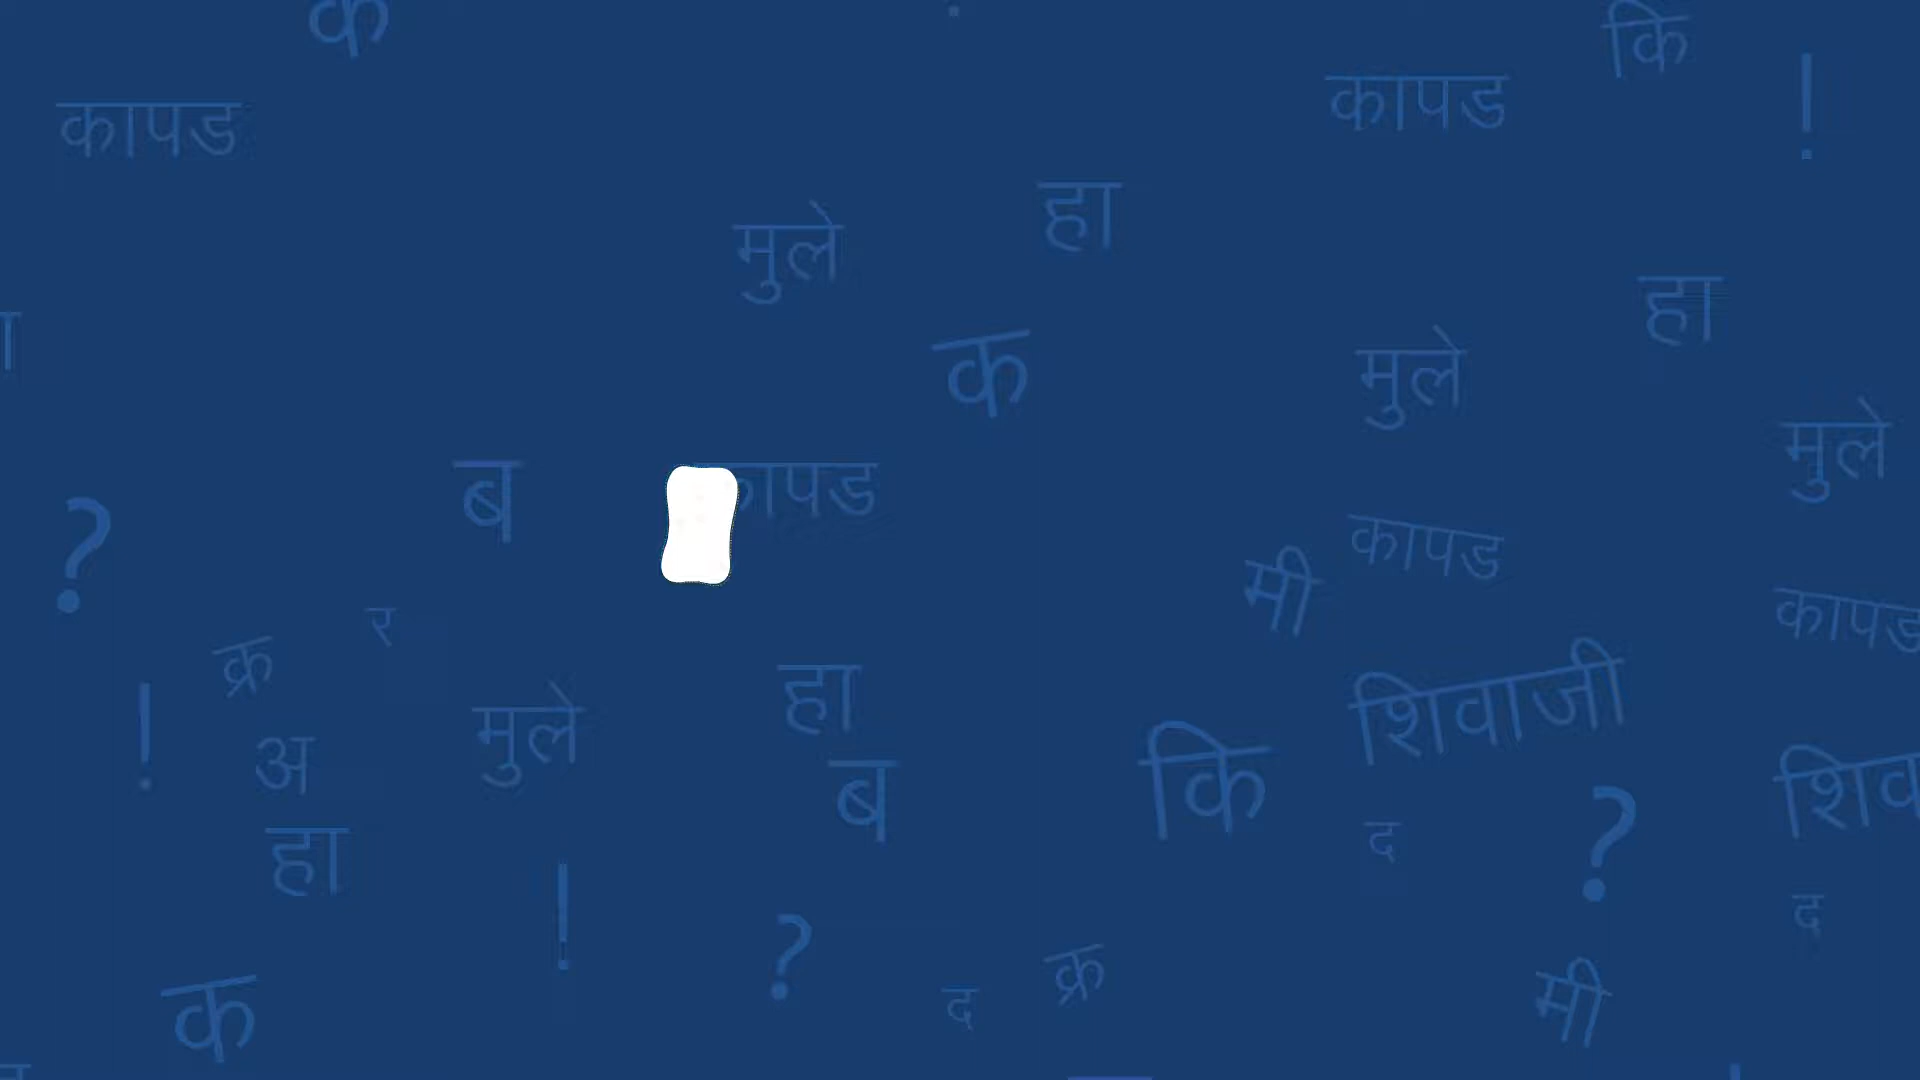 क
कि
कापड
कापड
!
हा
मुले
हा
क
मुले
मुले
ब
कापड
?
कापड
मी
कापड
र
क्र
शिवाजी
!
हा
मुले
अ
ब
कि
शिव
?
द
हा
!
द
?
क्र
द
मी
क